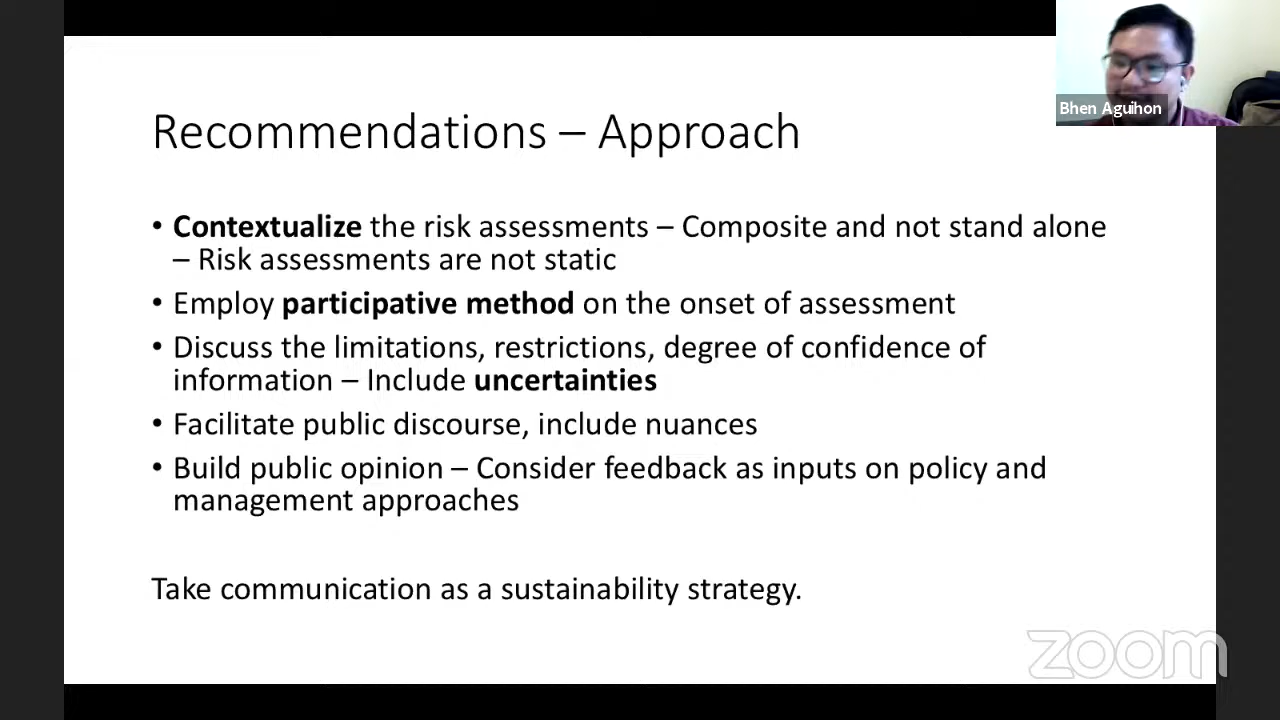 Bhen Aguihon
Recommendations – Approach
• Contextualize the risk assessments – Composite and not stand alone
– Risk assessments are not static
• Employ participative method on the onset of assessment
• Discuss the limitations, restrictions, degree of confidence of
information – Include uncertainties
• Facilitate public discourse, include nuances
• Build public opinion – Consider feedback as inputs on policy and
management approaches
Take communication as a sustainability strategy.
zoom